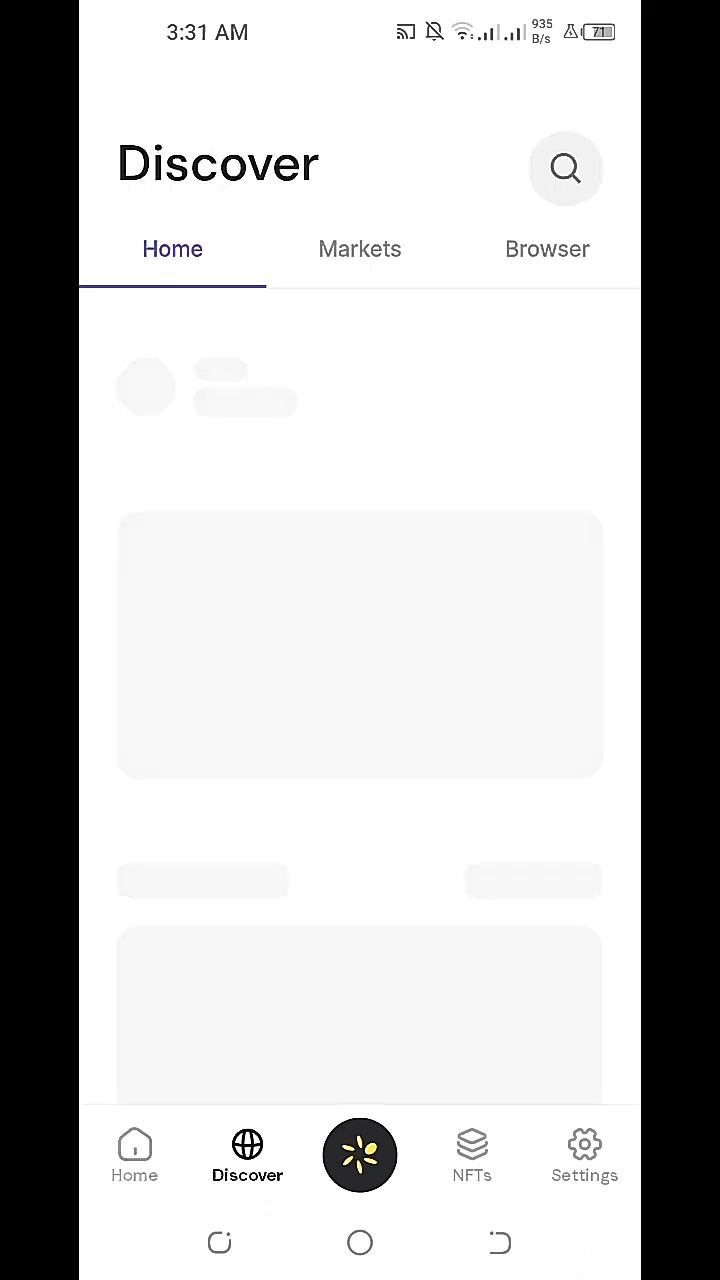 3:31 AM
935
B/s
71
Discover
Home
Markets
Browser
Home
Discover
NFTs
Settings